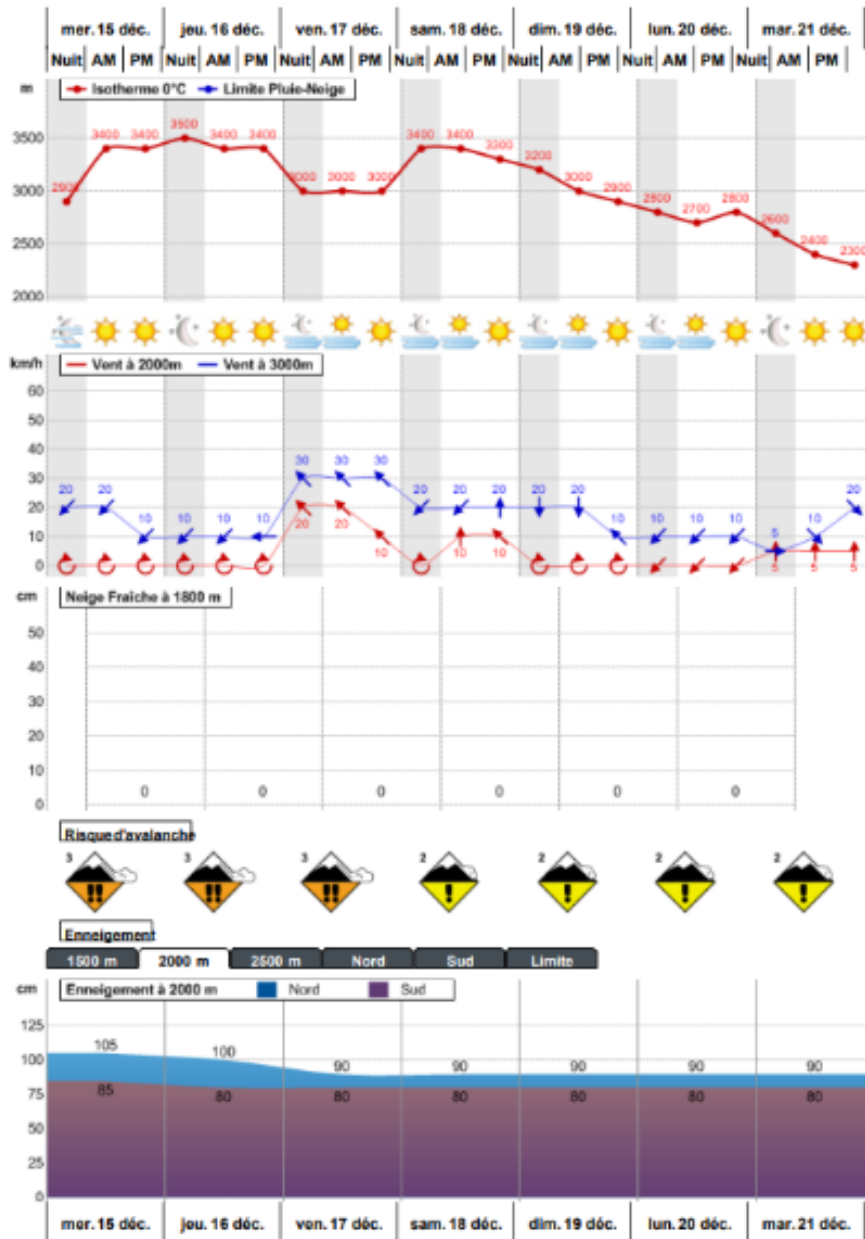 mer. 15 déc. jeu. 16 déc. ven. 17 déc. sam. 18 déc. dim. 19 déc. lun. 20 déc. mar. 21 déc.
Nuit AM PM Nuit AM PM Nuit AM PM Nuit AM PM Nuit AM PM Nuit AM PM Nuit AM PM
m
Isotherme 0°C Limite Pluie-Neige
3500
3400 3400 3400 3400 3400 3400
3500
3300
3200
2900 3000 3000 3000 3000 2900
3000
2800 2700 2800
2600
2500
2400
2300
2000
km/h
Vent à 2000m Vent à 3000m
60
50
40
30 30 30
30
20 20 20 20 20 20 20 20
20
20 20
10 10 10 10 10 10 10 10 10
10
10 10 10 5
0
5 5 5
cm
Neige Fraîche à 1800 m
50
40
30
20
10
0 0 0 0 0 0
0
Risque d'avalanche
3 3 3 2 2 2 2
Enneigement
1500 m 2000 m 2500 m Nord Sud Limite
cm
Enneigement à 2000 m Nord Sud
125
105 100 90 90 90 90 90
100
85 80 80 80 80 80 80
75
50
25
0
mer. 15 déc. jeu. 16 déc. ven. 17 déc. sam. 18 déc. dim. 19 déc. lun. 20 déc. mar. 21 déc.